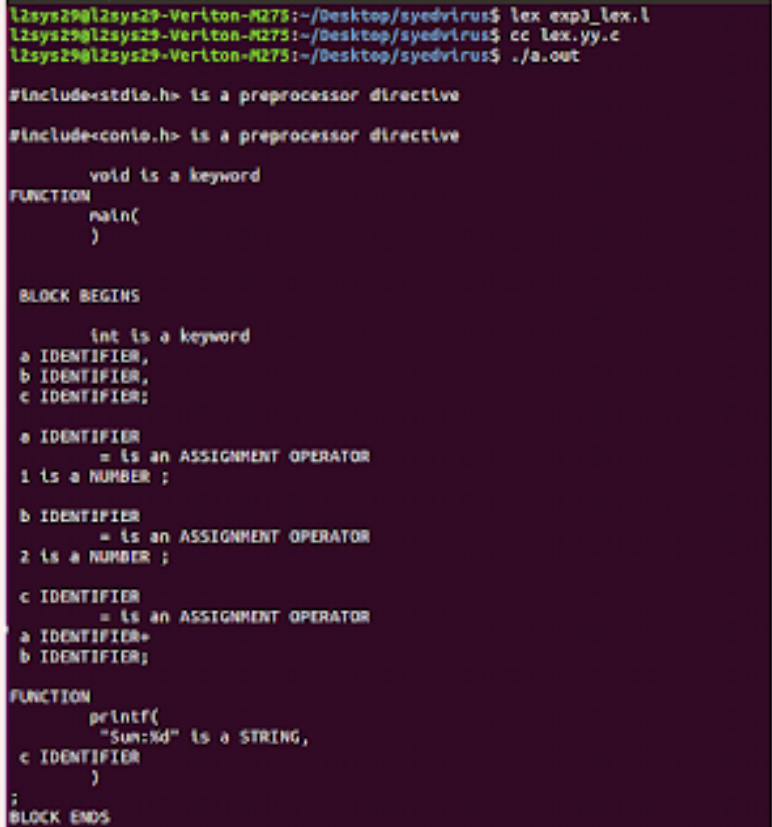 l2sys29@l2sys29-Veriton-M275:~/Desktop/syedvirus$ lex exp3_lex.l
l2sys29@l2sys29-Veriton-M275:~/Desktop/syedvirus$ cc lex.yy.c
l2sys29@l2sys29-Veriton-M275:~/Desktop/syedvirus$ ./a.out
#include<stdio.h> is a preprocessor directive
#include<conio.h> is a preprocessor directive
void is a keyword
FUNCTION
main(
)
BLOCK BEGINS
int is a keyword
a IDENTIFIER,
b IDENTIFIER,
c IDENTIFIER;
a IDENTIFIER
= is an ASSIGNMENT OPERATOR
1 is a NUMBER ;
b IDENTIFIER
= is an ASSIGNMENT OPERATOR
2 is a NUMBER ;
c IDENTIFIER
= is an ASSIGNMENT OPERATOR
a IDENTIFIER+
b IDENTIFIER;
FUNCTION
printf(
"Sum:%d" is a STRING,
c IDENTIFIER
)
;
BLOCK ENDS